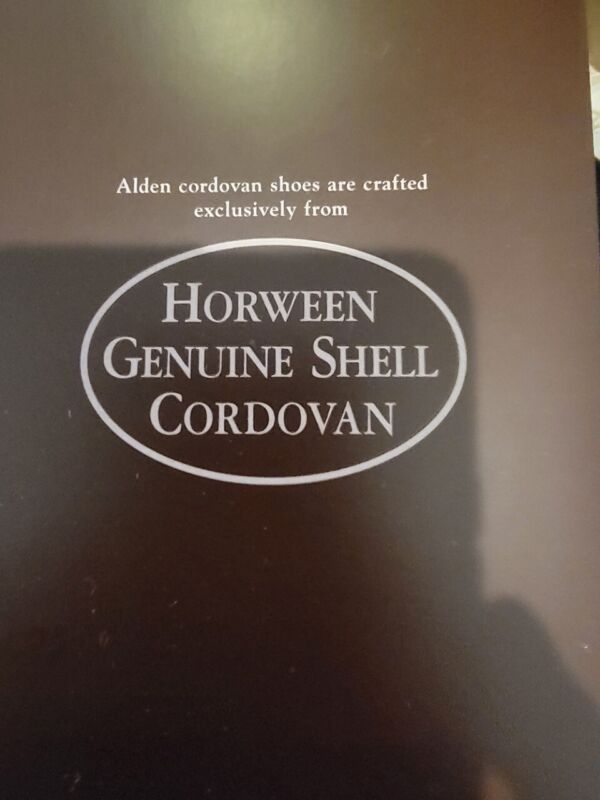 Alden cordovan shoes are crafted
exclusively from
HORWEEN
GENUINE SHELL
CORDOVAN